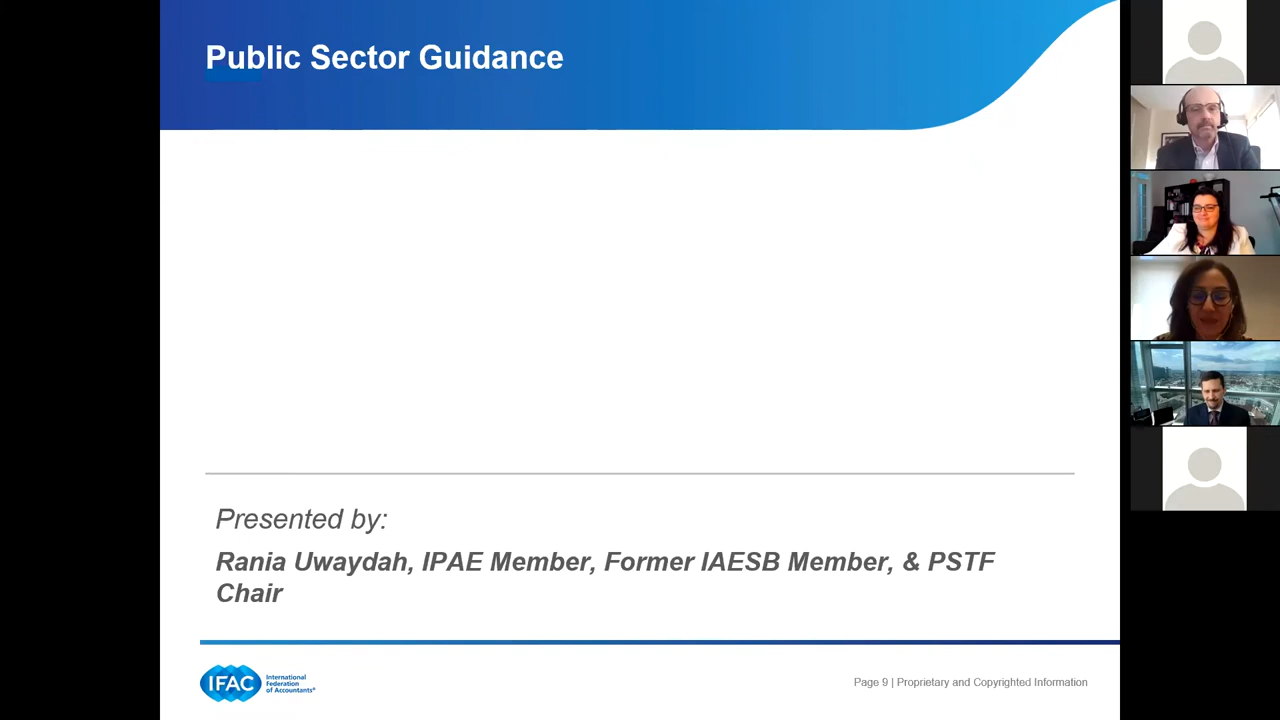 Public Sector Guidance
Presented by:
Rania Uwaydah, IPAE Member, Former IAESB Member, & PSTF
Chair
IFAC
International
Federation
of Accountants®
Page 9 | Proprietary and Copyrighted Information